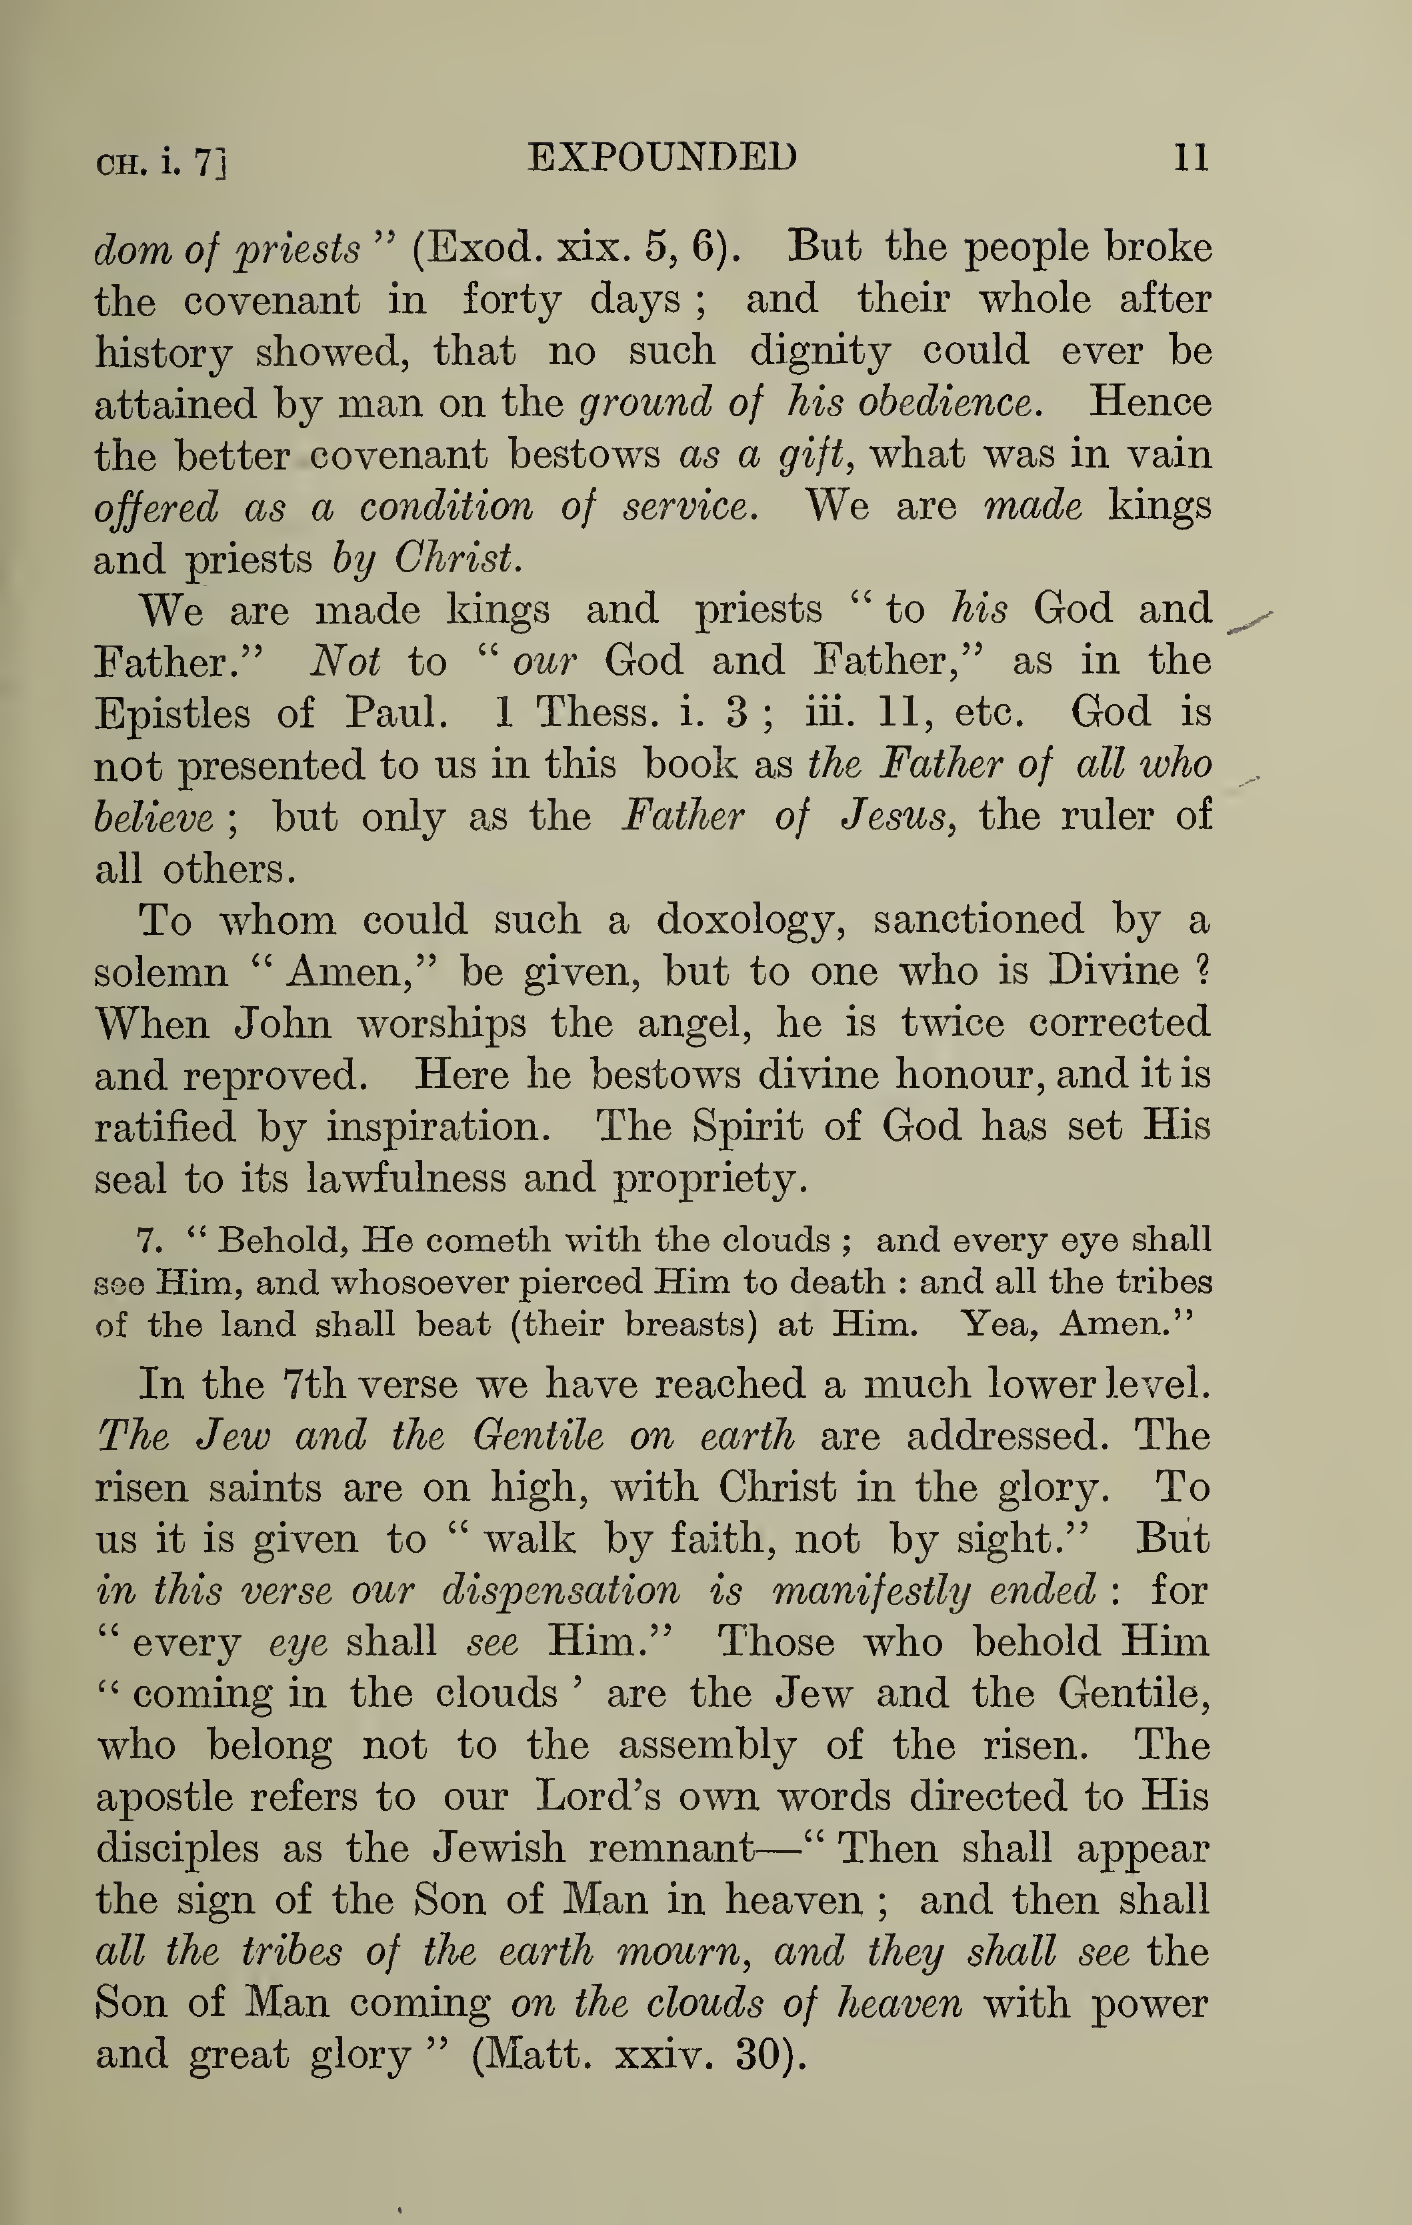 CH. i. 7] EXPOUNDED 11
dom of priests" (Exod. xix. 5, 6). But the people broke
the covenant in forty days; and their whole after
history showed, that no such dignity could ever be
attained by man on the ground of his obedience. Hence
the better covenant bestows as a gift, what was in vain
offered as a condition of service. We are made kings
and priests by Christ.
We are made kings and priests "to his God and
Father." Not to "our God and Father," as in the
Epistles of Paul. 1 Thess. i. 3; iii. 11, etc. God is
not presented to us in this book as the Father of all who
believe; but only as the Father of Jesus, the ruler of
all others.
To whom could such a doxology, sanctioned by a
solemn "Amen," be given, but to one who is Divine?
When John worships the angel, he is twice corrected
and reproved. Here he bestows divine honour, and it is
ratified by inspiration. The Spirit of God has set His
seal to its lawfulness and propriety.
7. "Behold, He cometh with the clouds; and every eye shall
see Him, and whosoever pierced Him to death: and all the tribes
of the land shall beat (their breasts) at Him. Yea, Amen."
In the 7th verse we have reached a much lower level.
The Jew and the Gentile on earth are addressed. The
risen saints are on high, with Christ in the glory. To
us it is given to "walk by faith, not by sight." But
in this verse our dispensation is manifestly ended: for
"every eye shall see Him." Those who behold Him
"coming in the clouds' are the Jew and the Gentile,
who belong not to the assembly of the risen. The
apostle refers to our Lord's own words directed to His
disciples as the Jewish remnant—"Then shall appear
the sign of the Son of Man in heaven; and then shall
all the tribes of the earth mourn, and they shall see the
Son of Man coming on the clouds of heaven with power
and great glory" (Matt. xxiv. 30).